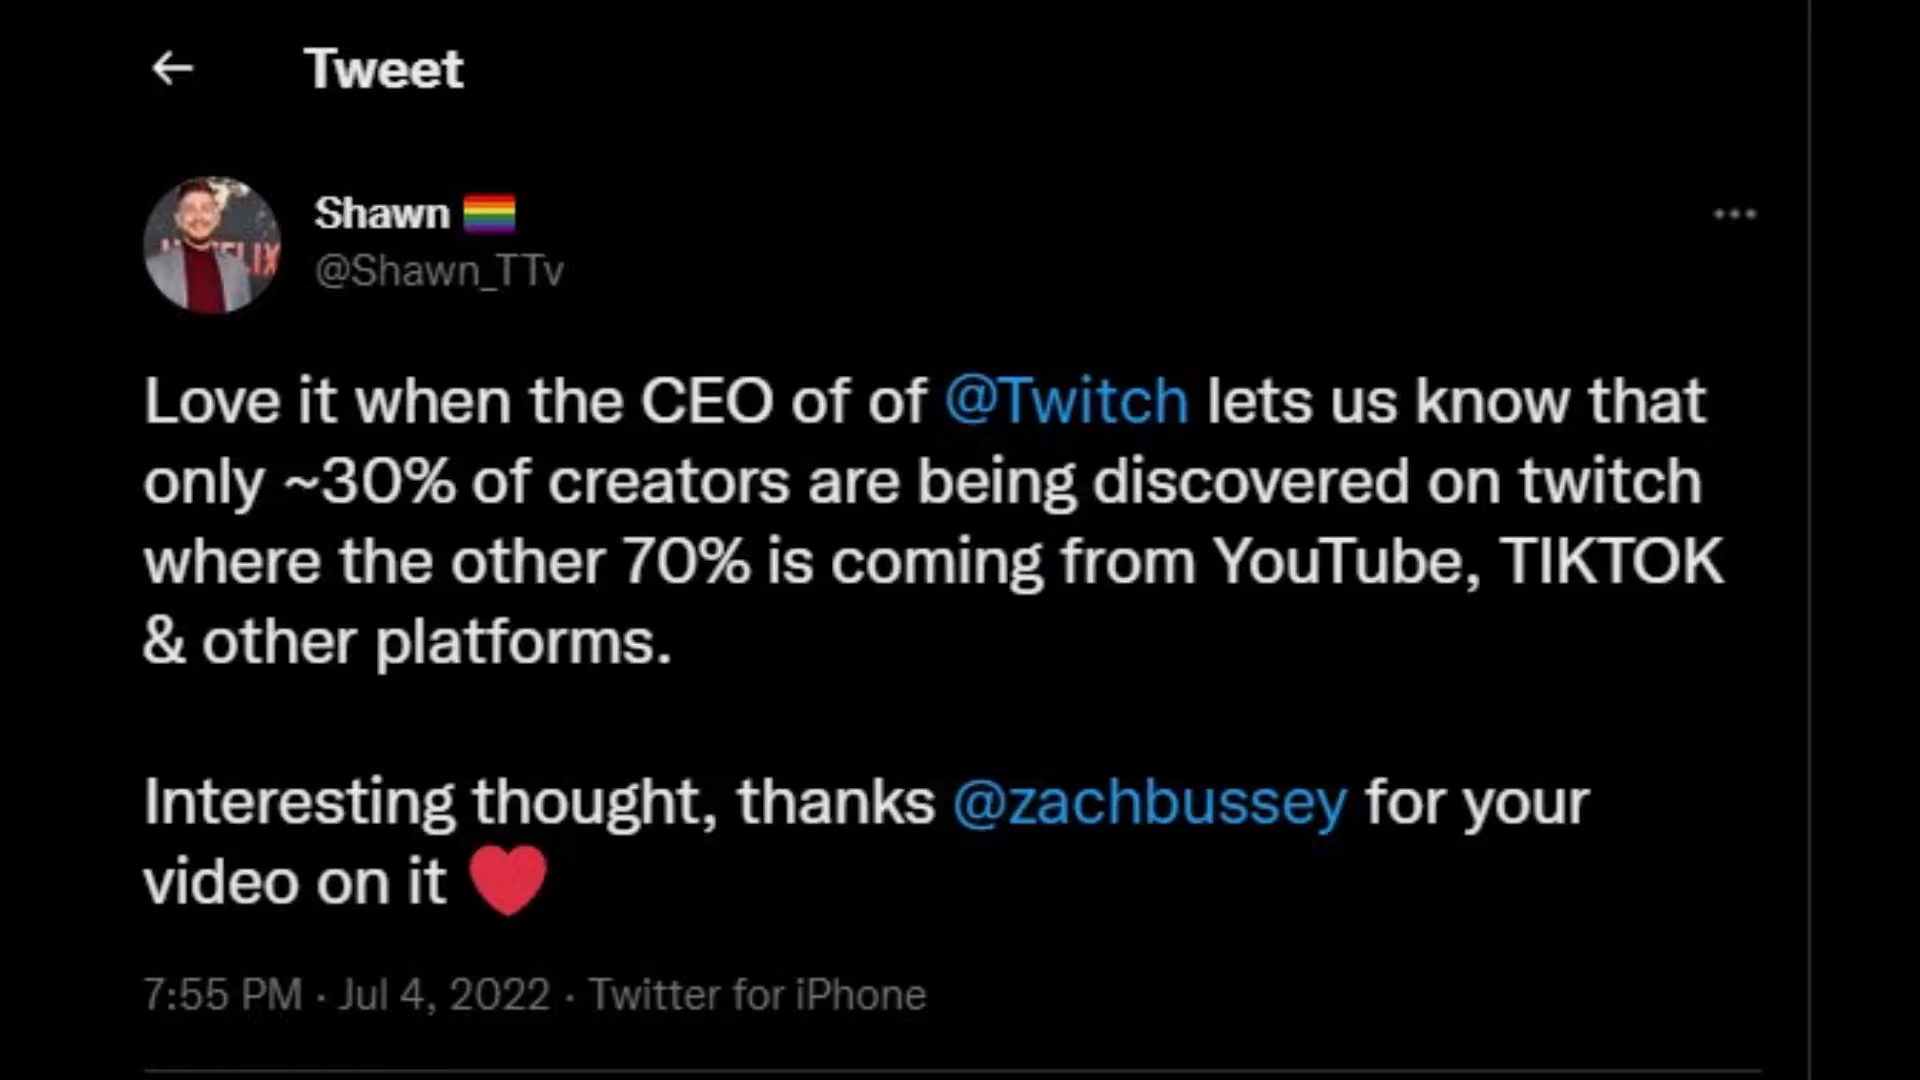 Tweet
Shawn 🏳️‍🌈
@Shawn_TTv
Love it when the CEO of of @Twitch lets us know that
only ~30% of creators are being discovered on twitch
where the other 70% is coming from YouTube, TIKTOK
& other platforms.
Interesting thought, thanks @zachbussey for your
video on it ❤️
7:55 PM · Jul 4, 2022 · Twitter for iPhone